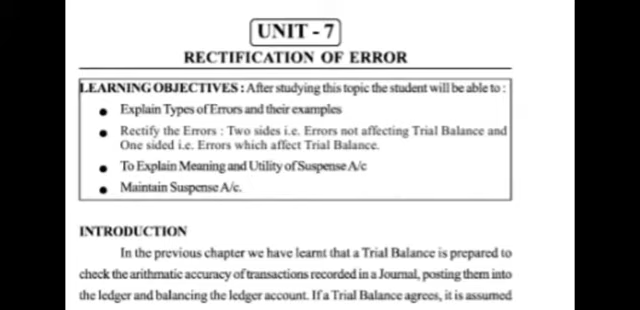 UNIT - 7
RECTIFICATION OF ERROR
LEARNING OBJECTIVES : After studying this topic the student will be able to :
● Explain Types of Errors and their examples
● Rectify the Errors : Two sides i.e. Errors not affecting Trial Balance and
One sided i.e. Errors which affect Trial Balance.
● To Explain Meaning and Utility of Suspense A/c
● Maintain Suspense A/c.
INTRODUCTION
In the previous chapter we have learnt that a Trial Balance is prepared to
check the arithmatic accuracy of transactions recorded in a Journal, posting them into
the ledger and balancing the ledger account. If a Trial Balance agrees, it is assumed